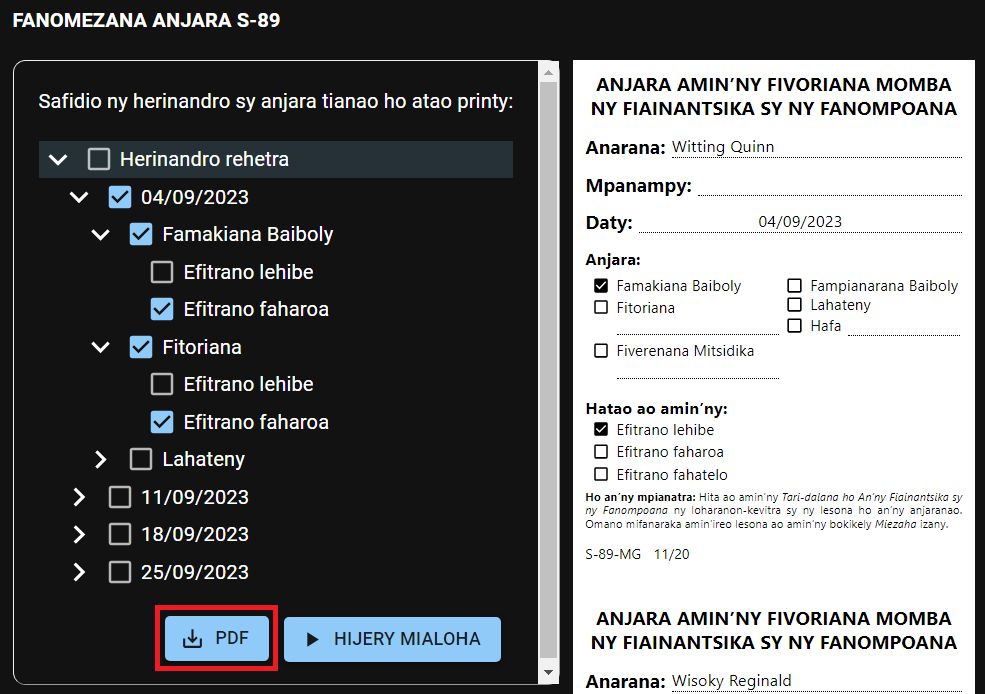 FANOMEZANA ANJARA S-89
Safidio ny herinandro sy anjara tianao ho atao printy:
Herinandro rehetra
04/09/2023
Famakiana Baiboly
Efitrano lehibe
Efitrano faharoa
Fitoriana
Efitrano lehibe
Efitrano faharoa
Lahateny
11/09/2023
18/09/2023
25/09/2023
PDF
HIJERY MIALOHA
ANJARA AMIN’NY FIVORIANA MOMBA
NY FIAINANTSIKA SY NY FANOMPOANA
Anarana: Witting Quinn
Mpanampy:
Daty: 04/09/2023
Anjara:
Famakiana Baiboly
Fitoriana
Fiverenana Mitsidika
Fampianarana Baiboly
Lahateny
Hafa
Hatao ao amin’ny:
Efitrano lehibe
Efitrano faharoa
Efitrano fahatelo
Ho an’ny mpianatra: Hita ao amin’ny Tari-dalana ho An’ny Fiainantsika sy
ny Fanompoana ny loharanon-kevitra sy ny lesona ho an’ny anjaranao.
Omano mifanaraka amin’ireo lesona ao amin’ny bokikely Miezaha izany.
S-89-MG 11/20
ANJARA AMIN’NY FIVORIANA MOMBA
NY FIAINANTSIKA SY NY FANOMPOANA
Anarana: Wisoky Reginald